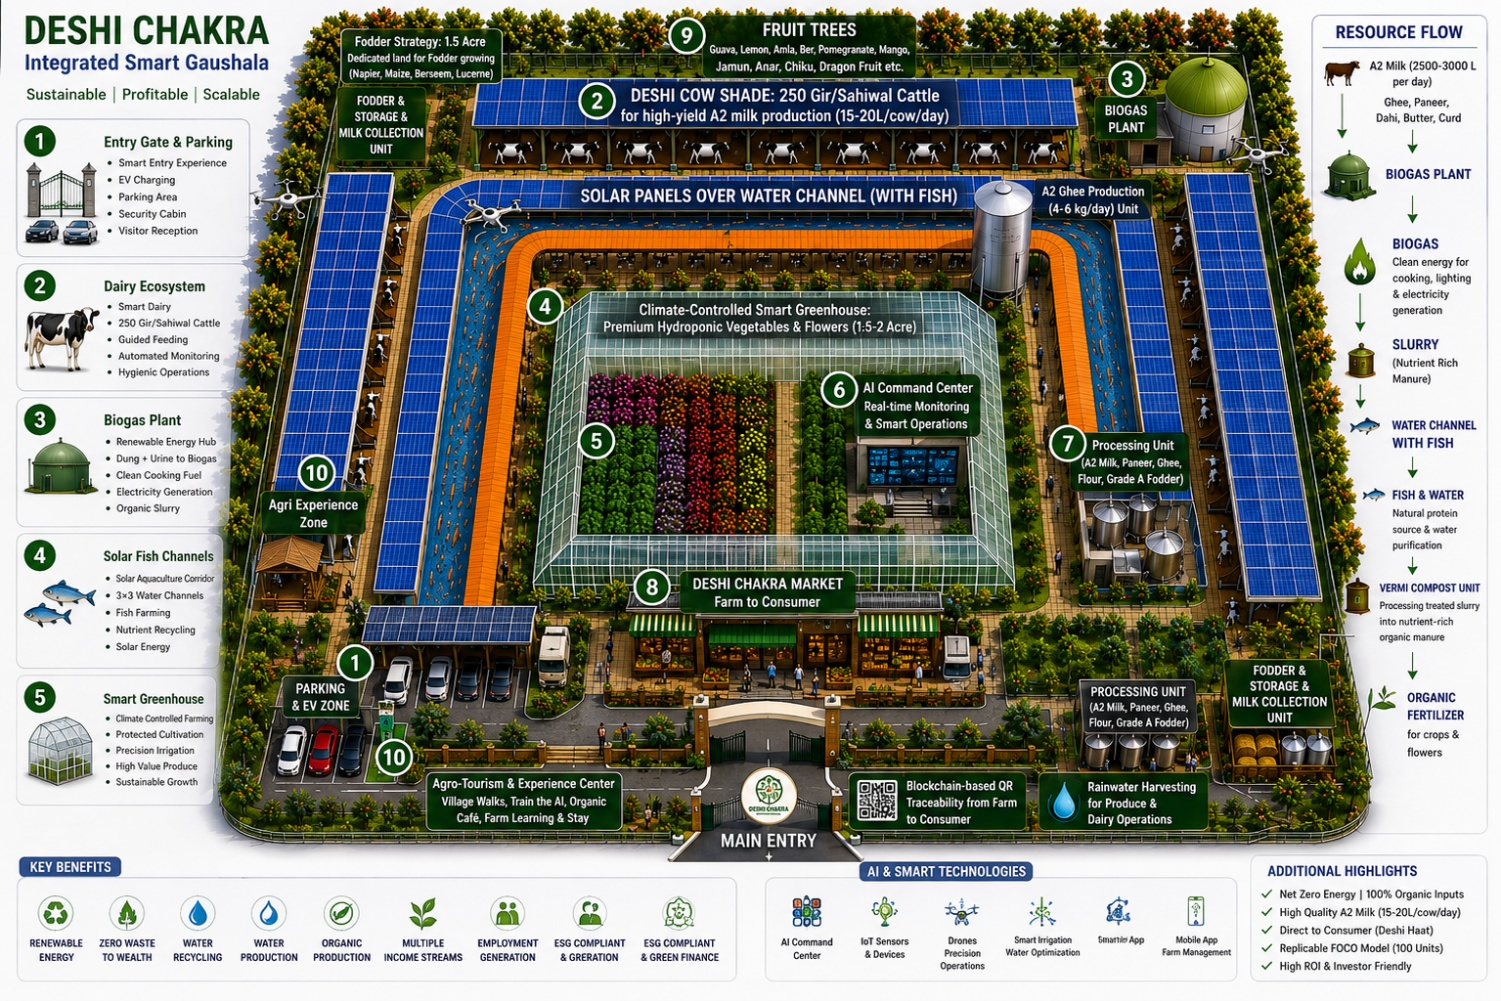 DESHI CHAKRA
Integrated Smart Gaushala
Sustainable | Profitable | Scalable
1
Entry Gate & Parking
• Smart Entry Experience
• EV Charging
• Parking Area
• Security Cabin
• Visitor Reception
2
Dairy Ecosystem
• Smart Dairy
• 250 Gir/Sahiwal Cattle
• Guided Feeding
• Automated Monitoring
• Hygienic Operations
3
Biogas Plant
• Renewable Energy Hub
• Dung + Urine to Biogas
• Clean Cooking Fuel
• Electricity Generation
• Organic Slurry
4
Solar Fish Channels
• Solar Aquaculture Corridor
• 3×3 Water Channels
• Fish Farming
• Nutrient Recycling
• Solar Energy
5
Smart Greenhouse
• Climate Controlled Farming
• Protected Cultivation
• Precision Irrigation
• High Value Produce
• Sustainable Growth
Fodder Strategy: 1.5 Acre
Dedicated land for Fodder growing
(Napier, Maize, Berseem, Lucerne)
FODDER &
STORAGE &
MILK COLLECTION
UNIT
9
FRUIT TREES
Guava, Lemon, Amla, Ber, Pomegranate, Mango,
Jamun, Anar, Chiku, Dragon Fruit etc.
2
DESHI COW SHADE: 250 Gir/Sahiwal Cattle
for high-yield A2 milk production (15-20L/cow/day)
3
BIOGAS
PLANT
SOLAR PANELS OVER WATER CHANNEL (WITH FISH)
A2 Ghee Production
(4-6 kg/day) Unit
4
Climate-Controlled Smart Greenhouse:
Premium Hydroponic Vegetables & Flowers (1:5-2 Acre)
5
6
AI Command Center
Real-time Monitoring
& Smart Operations
7
Processing Unit
(A2 Milk, Paneer, Ghee,
Flour, Grade A Fodder)
10
Agri Experience
Zone
8
DESHI CHAKRA MARKET
Farm to Consumer
1
PARKING
& EV ZONE
PROCESSING UNIT
(A2 Milk, Paneer, Ghee,
Flour, Grade A Fodder)
FODDER &
STORAGE &
MILK COLLECTION
UNIT
10
Agro-Tourism & Experience Center
Village Walks, Train the AI, Organic
Café, Farm Learning & Stay
DESHI CHAKRA
MAIN ENTRY
Blockchain-based QR
Traceability from Farm
to Consumer
Rainwater Harvesting
for Produce &
Dairy Operations
RESOURCE FLOW
A2 Milk (2500-3000 L
per day)
Ghee, Paneer,
Dahi, Butter, Curd
BIOGAS PLANT
BIOGAS
Clean energy for
cooking, lighting
& electricity
generation
SLURRY
(Nutrient Rich
Manure)
WATER CHANNEL
WITH FISH
FISH & WATER
Natural protein
source & water
purification
VERMI COMPOST UNIT
Processing treated slurry
into nutrient-rich
organic manure
ORGANIC
FERTILIZER
for crops &
flowers
KEY BENEFITS
RENEWABLE
ENERGY
ZERO WASTE
TO WEALTH
WATER
RECYCLING
WATER
PRODUCTION
ORGANIC
PRODUCTION
MULTIPLE
INCOME STREAMS
EMPLOYMENT
GENERATION
ESG COMPLIANT
& GRERATION
ESG COMPLIANT
& GREEN FINANCE
AI & SMART TECHNOLOGIES
AI Command
Center
IoT Sensors
& Devices
Drones
Precision
Operations
Smart Irrigation
Water Optimization
App
Mobile App
Farm Management
ADDITIONAL HIGHLIGHTS
✓ Net Zero Energy | 100% Organic Inputs
✓ High Quality A2 Milk (15-20L/cow/day)
✓ Direct to Consumer (Deshi Haat)
✓ Replicable FOCO Model (100 Units)
✓ High ROI & Investor Friendly